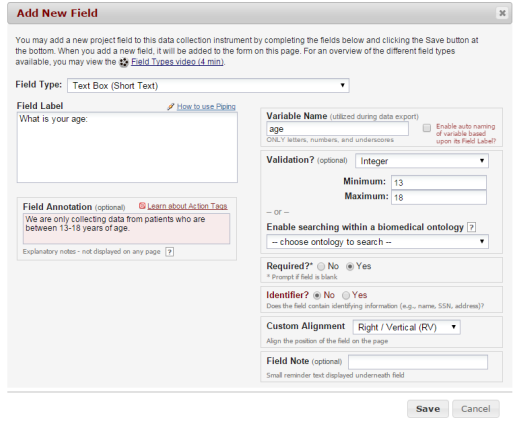 Add New Field
You may add a new project field to this data collection instrument by completing the fields below and clicking the Save button at
the bottom. When you add a new field, it will be added to the form on this page. For an overview of the different field types
available, you may view the Field Types video (4 min).
Field Type: Text Box (Short Text)
Field Label
How to use Piping
What is your age:
Field Annotation (optional) Learn about Action Tags
We are only collecting data from patients who are
between 13-18 years of age.
Explanatory notes - not displayed on any page ?
Variable Name (utilized during data export)
age
ONLY letters, numbers, and underscores
Enable auto naming
of variable based
upon its Field Label?
Validation? (optional) Integer
Minimum: 13
Maximum: 18
-- or --
Enable searching within a biomedical ontology ?
-- choose ontology to search --
Required?* No Yes
* Prompt if field is blank
Identifier? No Yes
Does the field contain identifying information (e.g., name, SSN, address)?
Custom Alignment Right / Vertical (RV)
Align the position of the field on the page
Field Note (optional)
Small reminder text displayed underneath field
Save Cancel